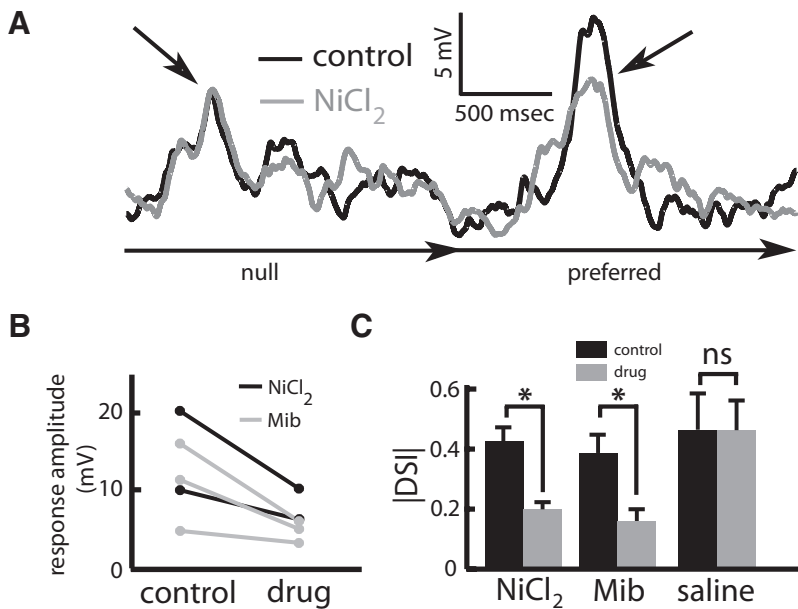 A
control
NiCl2
5 mV
500 msec
null
preferred
B
response amplitude
(mV)
20
10
0
NiCl2
Mib
control
drug
C
control
drug
|DSI|
0.6
0.4
0.2
0
*
*
ns
NiCl2
Mib
saline